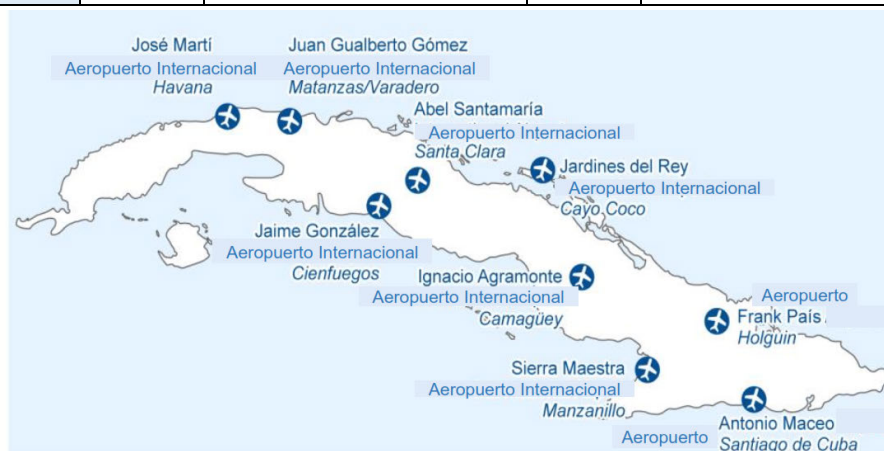 José Martí
Aeropuerto Internacional
Havana
Juan Gualberto Gómez
Aeropuerto Internacional
Matanzas/Varadero
Abel Santamaría
Aeropuerto Internacional
Santa Clara
Jardines del Rey
Aeropuerto Internacional
Cayo Coco
Jaime González
Aeropuerto Internacional
Cienfuegos
Ignacio Agramonte
Aeropuerto Internacional
Camagüey
Aeropuerto
Frank País
Holguin
Sierra Maestra
Aeropuerto Internacional
Manzanillo
Antonio Maceo
Aeropuerto
Santiago de Cuba